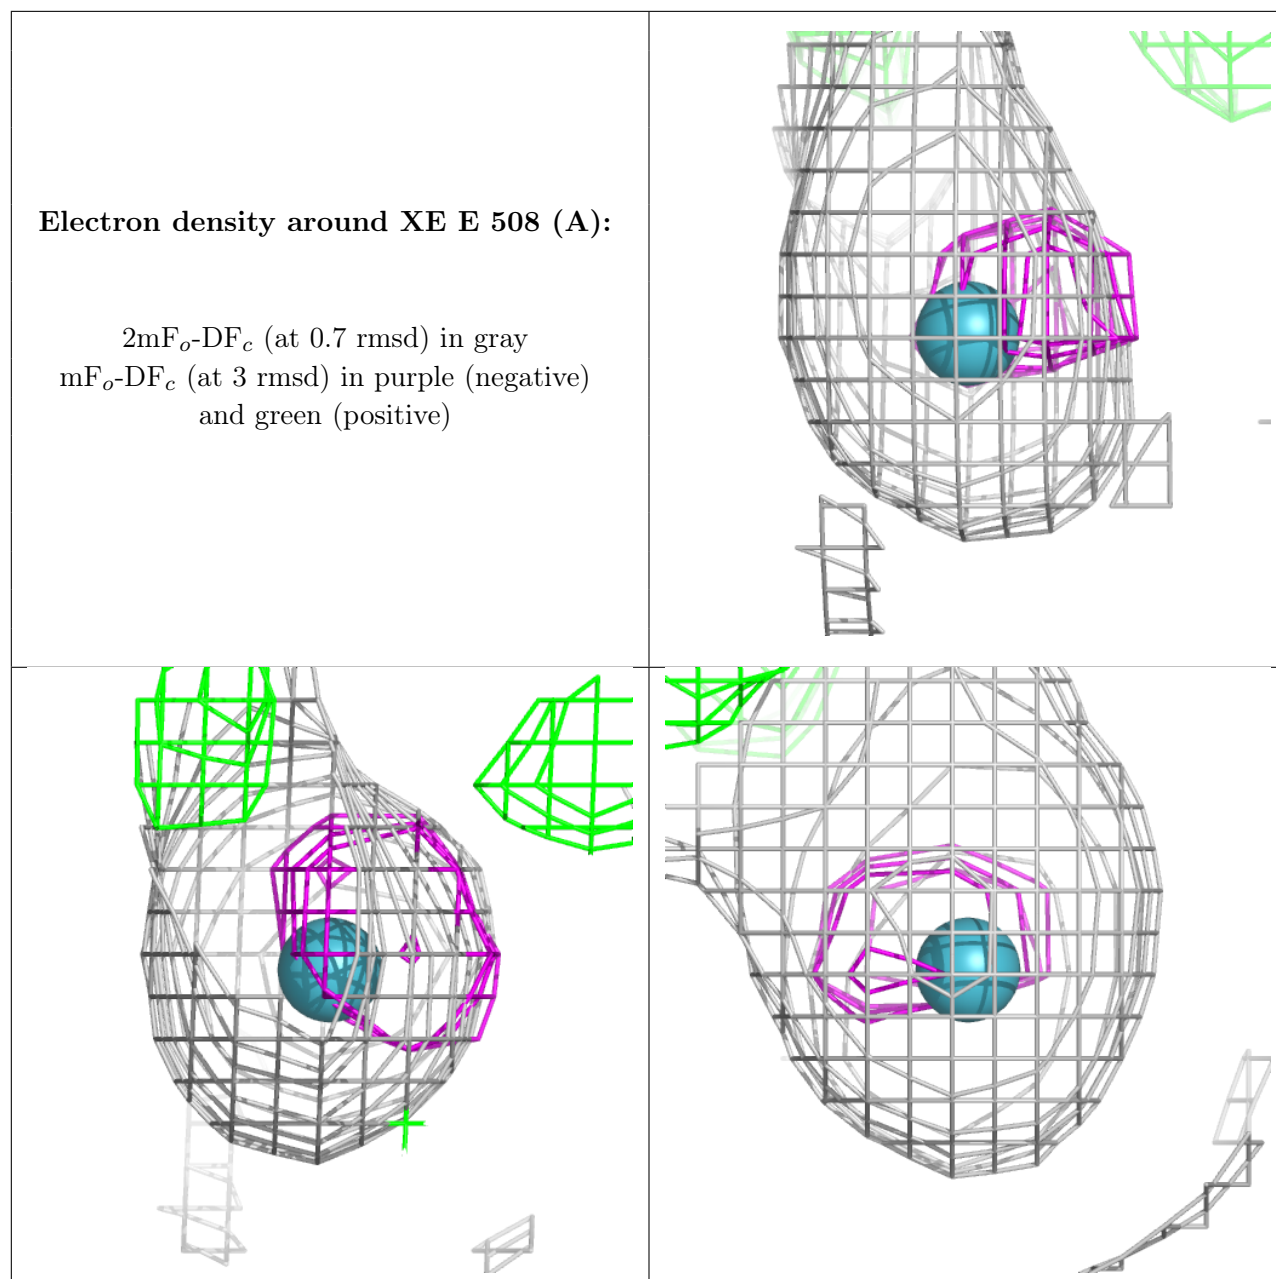 Electron density around XE E 508 (A):
2mFo-DFc (at 0.7 rmsd) in gray
mFo-DFc (at 3 rmsd) in purple (negative)
and green (positive)